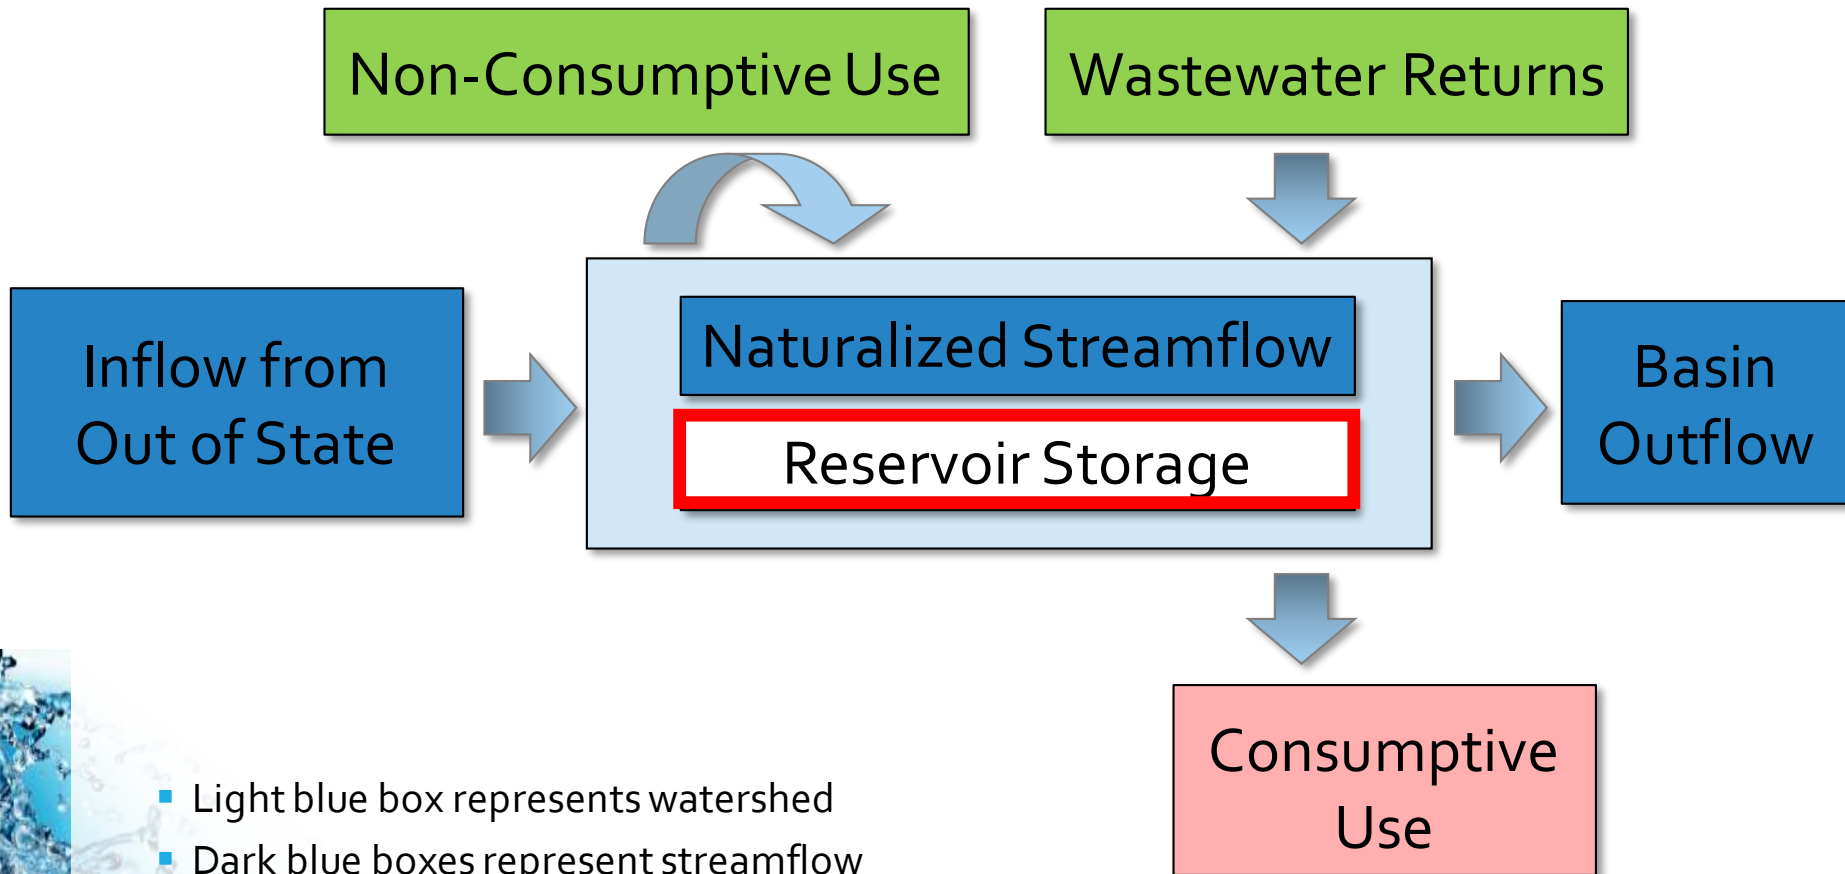 Non-Consumptive Use
Wastewater Returns
Inflow from
Out of State
Naturalized Streamflow
Reservoir Storage
Basin
Outflow
Consumptive
Use
Light blue box represents watershed
Dark blue boxes represent streamflow